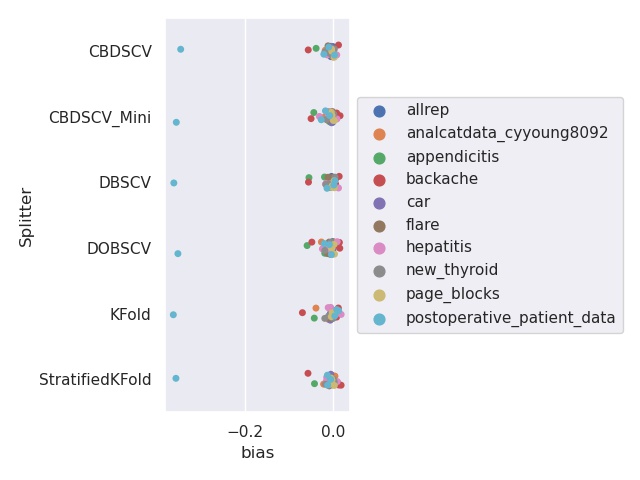 CBDSCV
CBDSCV_Mini
DBSCV
DOBSCV
KFold
StratifiedKFold
Splitter
−0.2
0.0
bias
allrep
analcatdata_cyyoung8092
appendicitis
backache
car
flare
hepatitis
new_thyroid
page_blocks
postoperative_patient_data